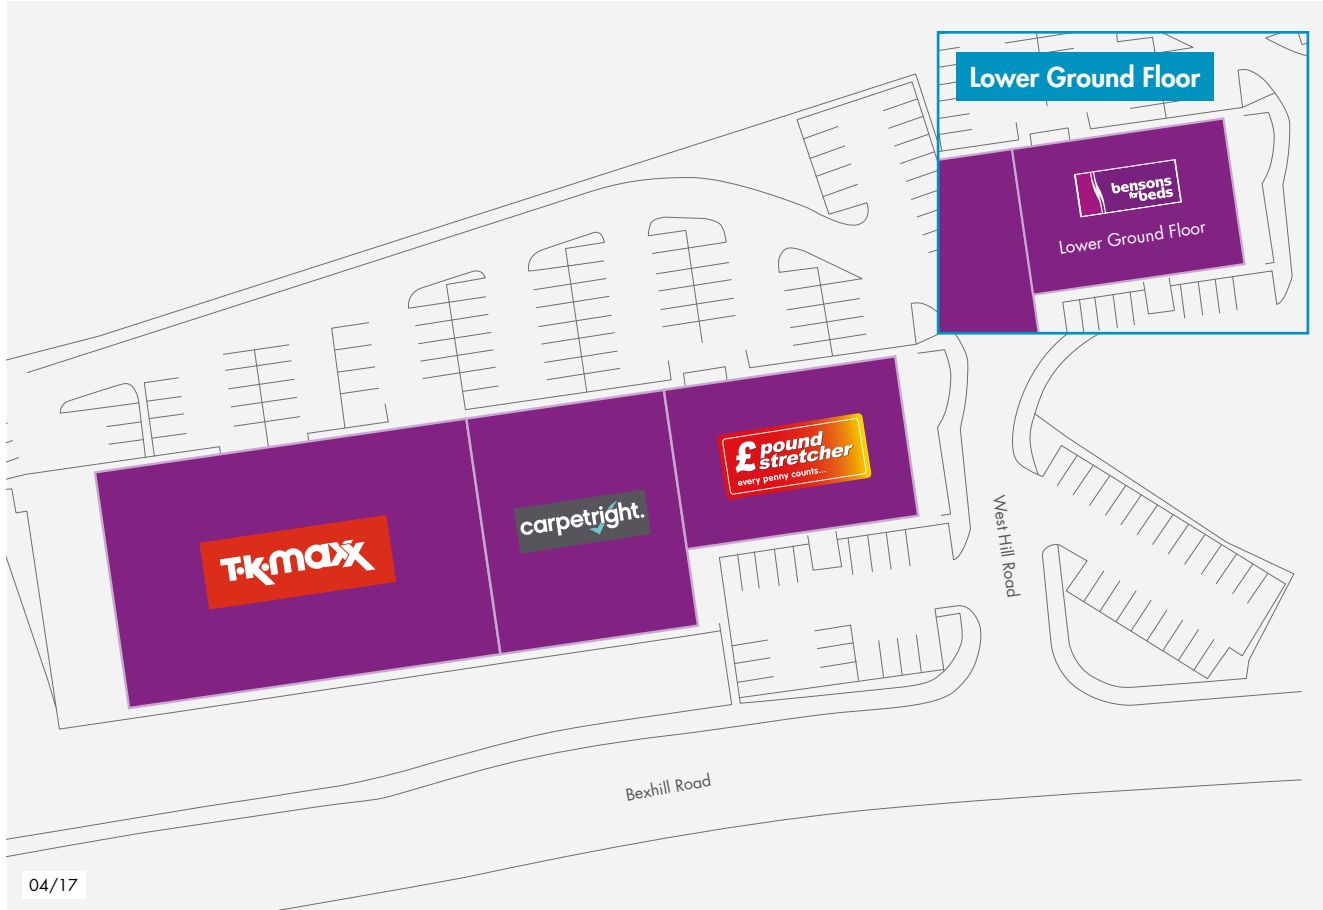 Lower Ground Floor
bensons
for beds
Lower Ground Floor
£ pound
stretcher
every penny counts...
carpetright.
T·K·maxx
West Hill Road
Bexhill Road
04/17